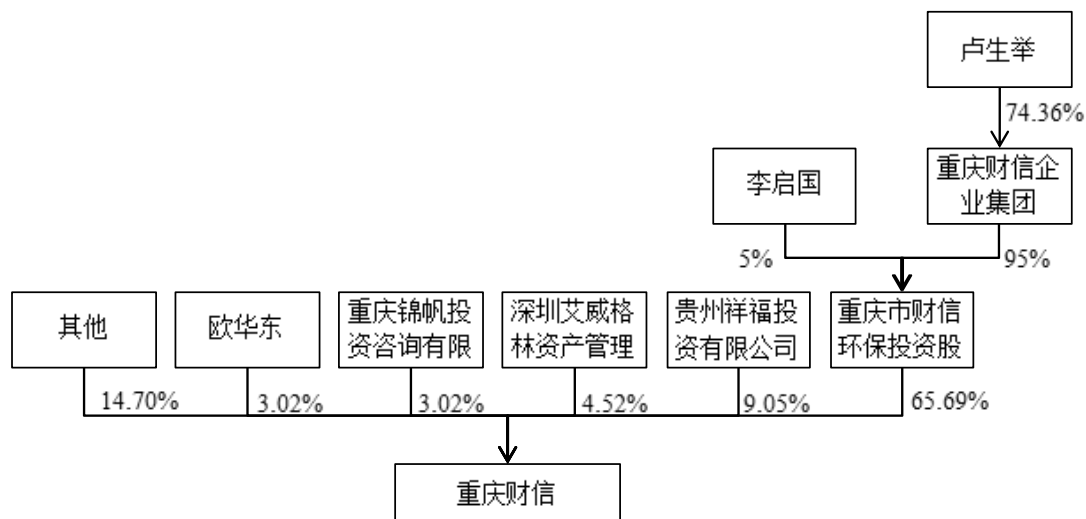 卢生举
74.36%
李启国
重庆财信企
业集团
5%
95%
其他
欧华东
重庆锦帆投
资咨询有限
深圳艾威格
林资产管理
贵州祥福投
资有限公司
重庆市财信
环保投资股
14.70%
3.02%
3.02%
4.52%
9.05%
65.69%
重庆财信